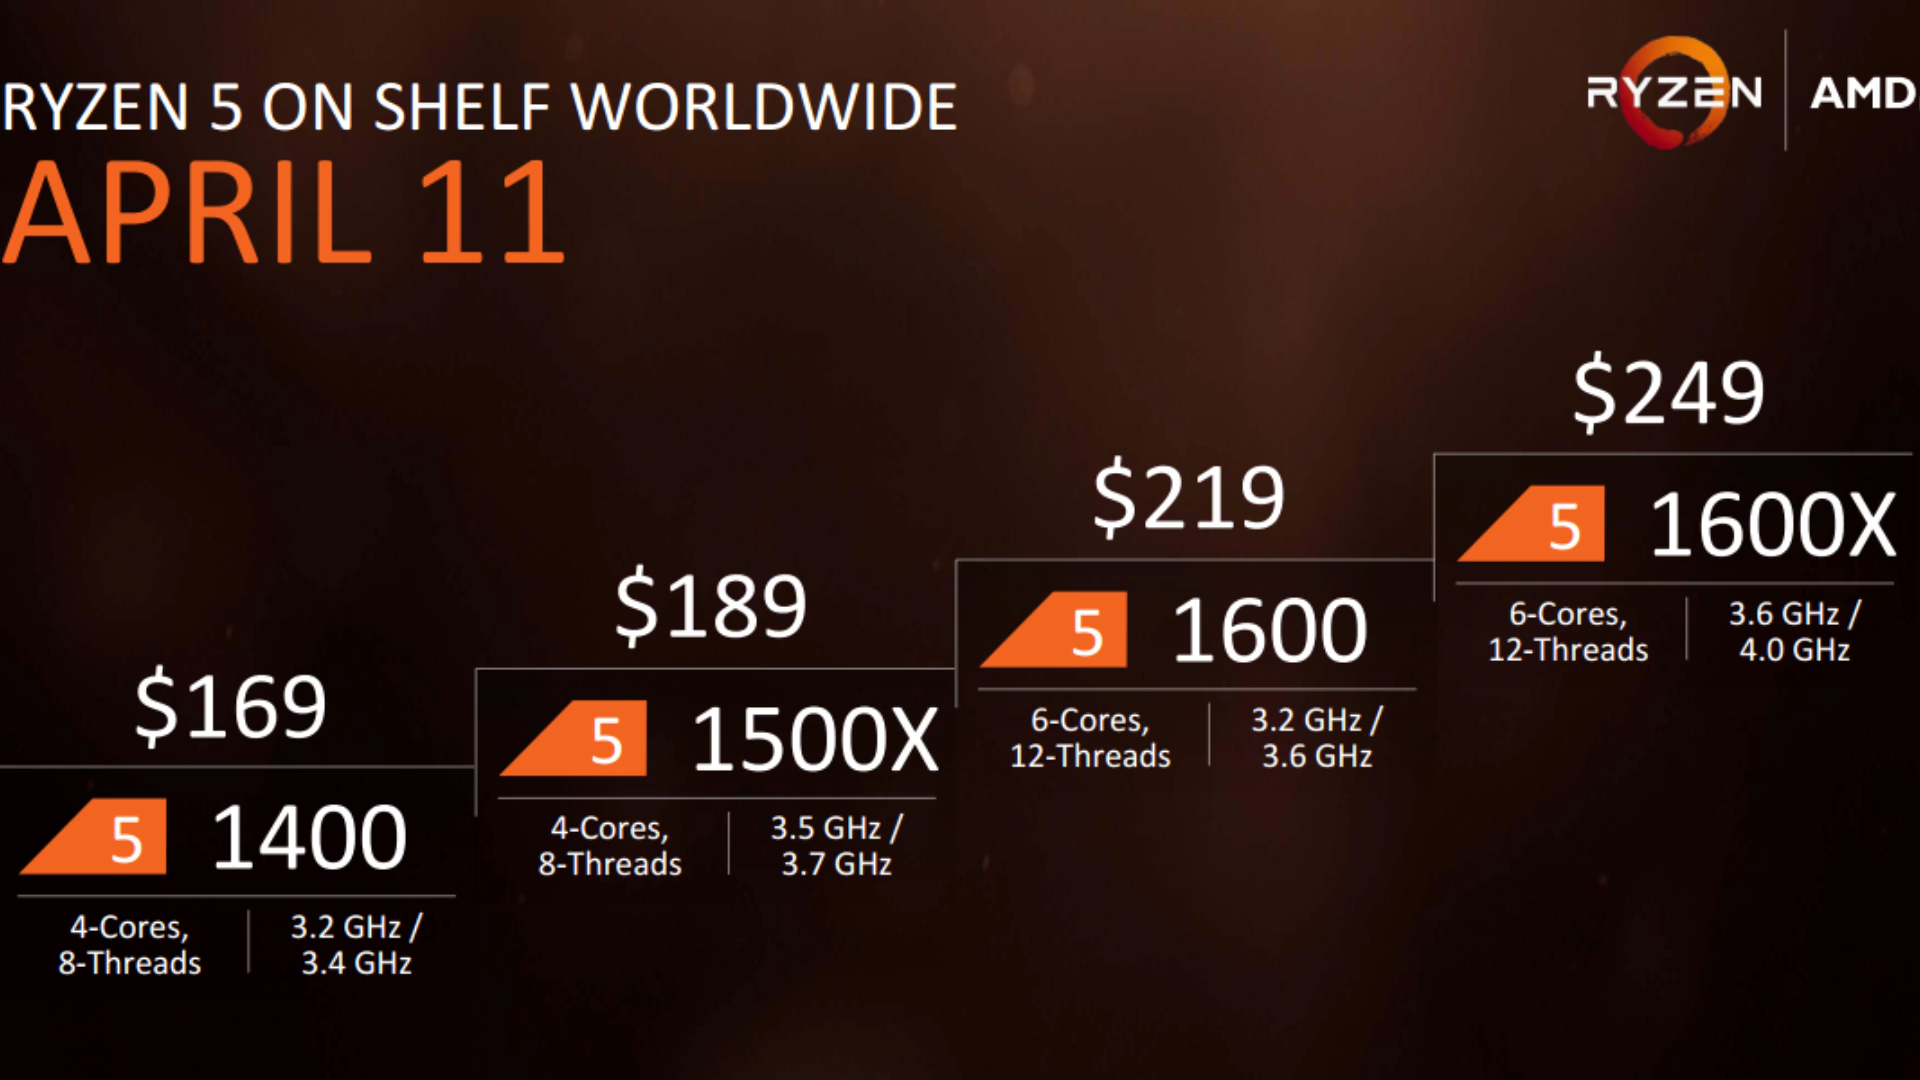 RYZEN 5 ON SHELF WORLDWIDE
APRIL 11
RYZEN
AMD
$169
5 1400
4-Cores,
8-Threads
3.2 GHz /
3.4 GHz
$189
5 1500X
4-Cores,
8-Threads
3.5 GHz /
3.7 GHz
$219
5 1600
6-Cores,
12-Threads
3.2 GHz /
3.6 GHz
$249
5 1600X
6-Cores,
12-Threads
3.6 GHz /
4.0 GHz